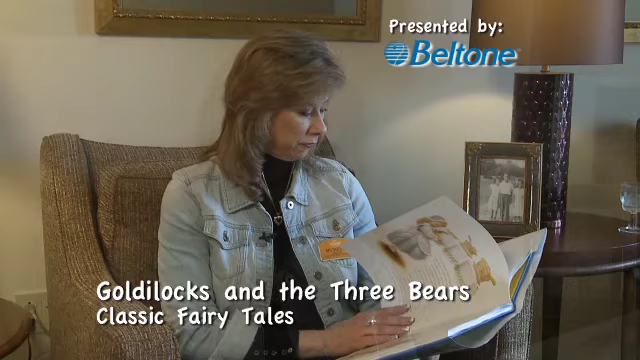 Presented by:
Beltone
Goldilocks and the Three Bears
Classic Fairy Tales